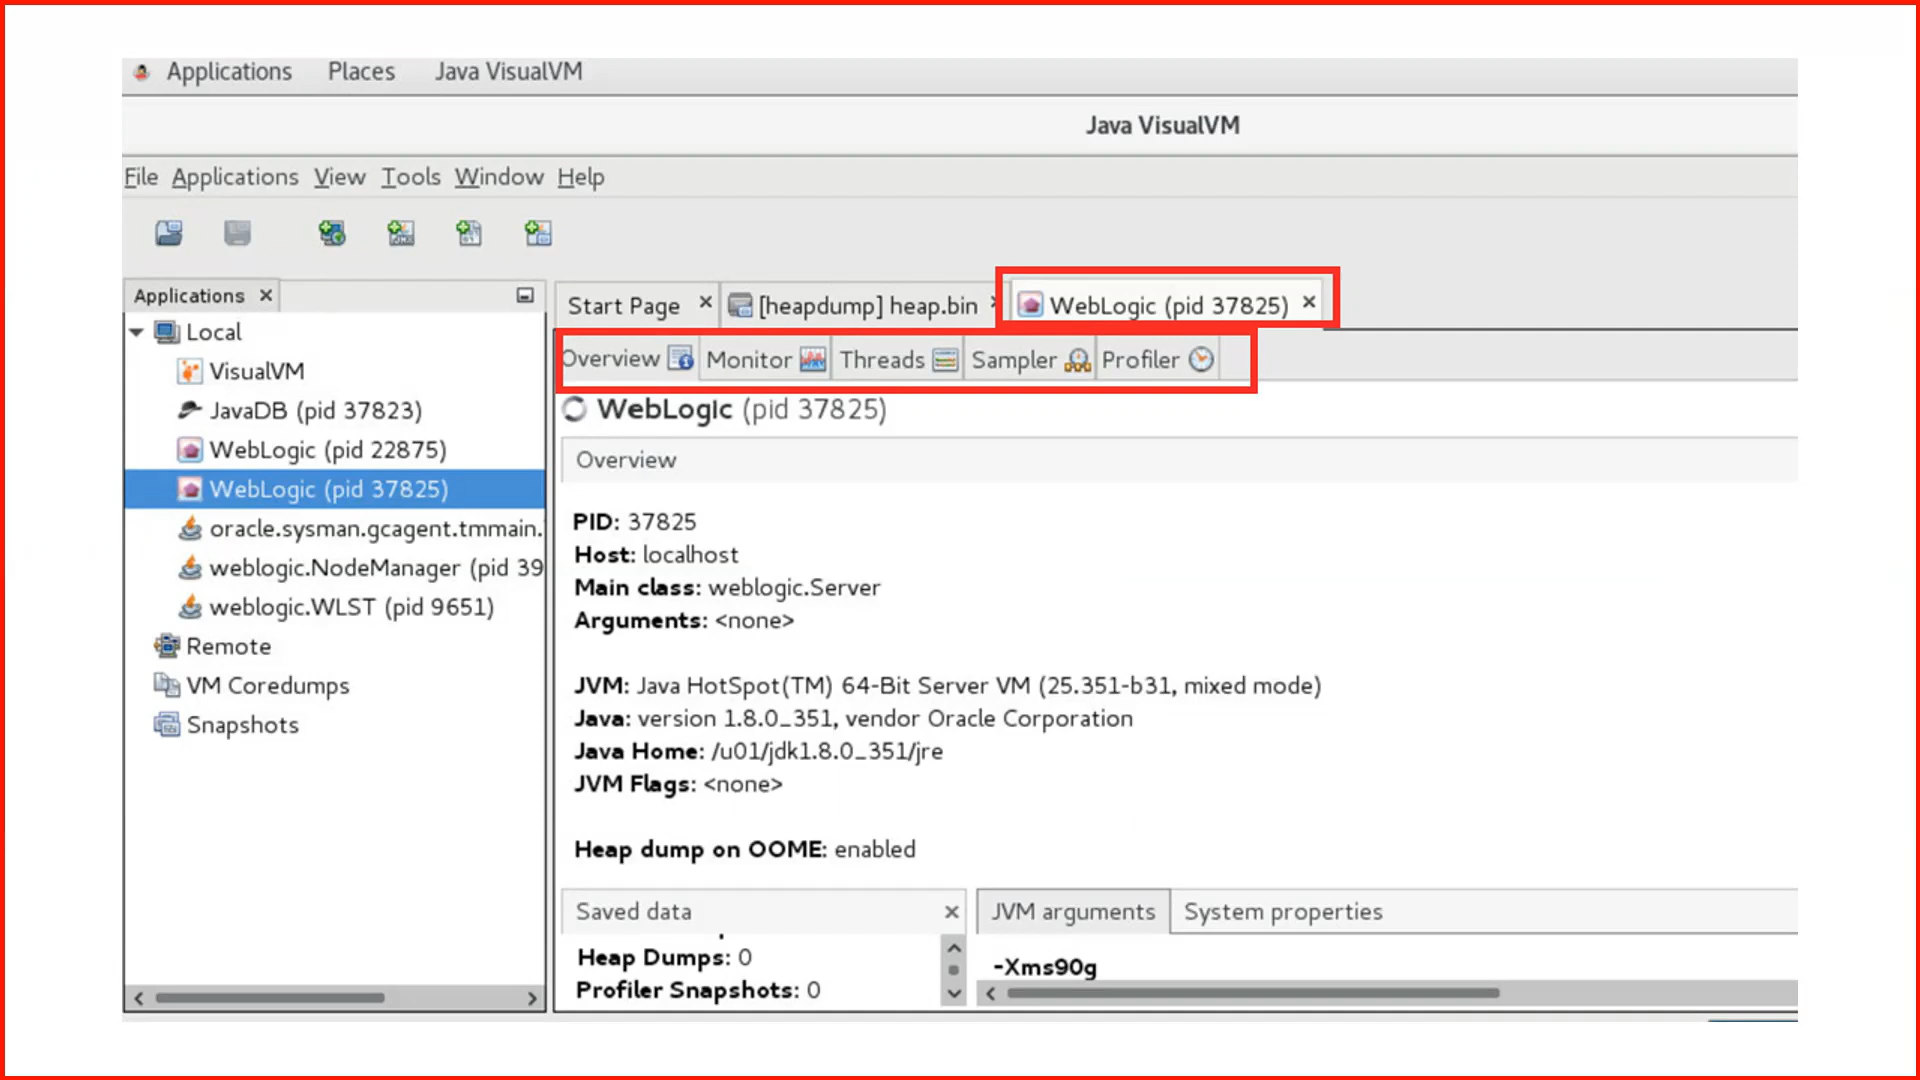 Applications Places Java VisualVM
Java VisualVM
File Applications View Tools Window Help
Applications
Local
VisualVM
JavaDB (pid 37823)
WebLogic (pid 22875)
WebLogic (pid 37825)
oracle.sysman.gcagent.tmmain.
weblogic.NodeManager (pid 39
weblogic.WLST (pid 9651)
Remote
VM Coredumps
Snapshots
Start Page [heapdump] heap.bin WebLogic (pid 37825)
Overview Monitor Threads Sampler Profiler
WebLogic (pid 37825)
Overview
PID: 37825
Host: localhost
Main class: weblogic.Server
Arguments: <none>
JVM: Java HotSpot(TM) 64-Bit Server VM (25.351-b31, mixed mode)
Java: version 1.8.0_351, vendor Oracle Corporation
Java Home: /u01/jdk1.8.0_351/jre
JVM Flags: <none>
Heap dump on OOME: enabled
Saved data
Heap Dumps: 0
Profiler Snapshots: 0
JVM arguments System properties
-Xms90g